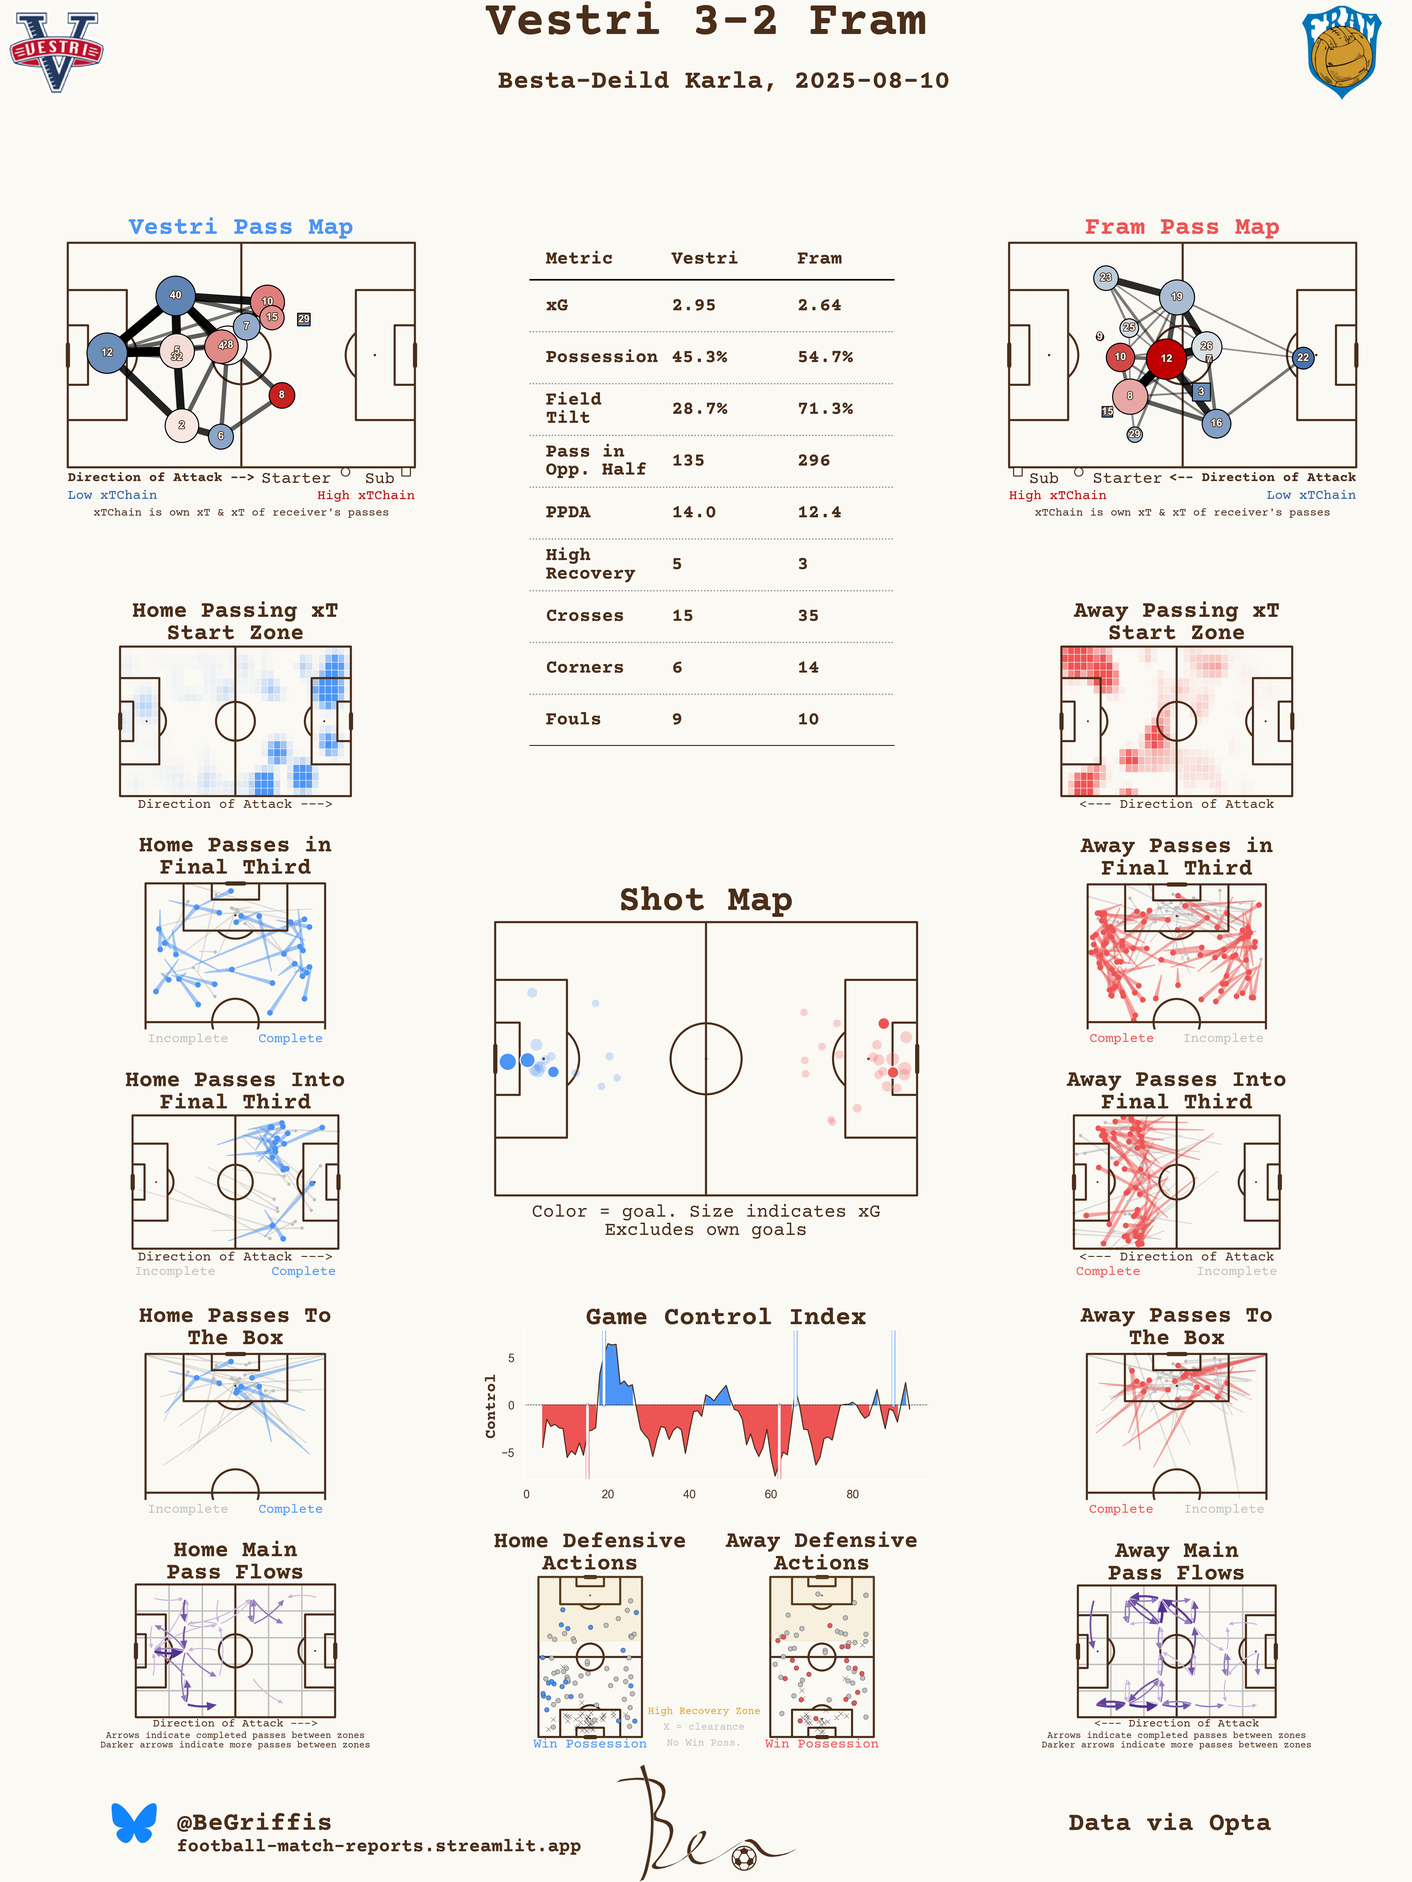 Vestri 3-2 Fram
Besta-Deild Karla, 2025-08-10
VESTRI
FRAM
Vestri Pass Map
40
10
15
29
7
12
5
32
4
28
8
2
6
Direction of Attack --> Starter Sub
Low xTChain High xTChain
xTChain is own xT & xT of receiver's passes
Metric Vestri Fram
xG 2.95 2.64
Possession 45.3% 54.7%
Field
Tilt 28.7% 71.3%
Pass in
Opp. Half 135 296
PPDA 14.0 12.4
High
Recovery 5 3
Crosses 15 35
Corners 6 14
Fouls 9 10
Fram Pass Map
23
19
25
9
26
10
12
7
22
8
3
15
16
29
Sub Starter <-- Direction of Attack
High xTChain Low xTChain
xTChain is own xT & xT of receiver's passes
Home Passing xT
Start Zone
Direction of Attack --->
Away Passing xT
Start Zone
<--- Direction of Attack
Home Passes in
Final Third
Incomplete Complete
Away Passes in
Final Third
Complete Incomplete
Shot Map
Color = goal. Size indicates xG
Excludes own goals
Home Passes Into
Final Third
Direction of Attack --->
Incomplete Complete
Away Passes Into
Final Third
<--- Direction of Attack
Complete Incomplete
Home Passes To
The Box
Incomplete Complete
Game Control Index
Control
5
0
−5
0 20 40 60 80
Away Passes To
The Box
Complete Incomplete
Home Main
Pass Flows
Direction of Attack --->
Arrows indicate completed passes between zones
Darker arrows indicate more passes between zones
Home Defensive
Actions
Win Possession
High Recovery Zone
X = clearance
No Win Poss.
Away Defensive
Actions
Win Possession
Away Main
Pass Flows
<--- Direction of Attack
Arrows indicate completed passes between zones
Darker arrows indicate more passes between zones
@BeGriffis
football-match-reports.streamlit.app
Ben
Data via Opta